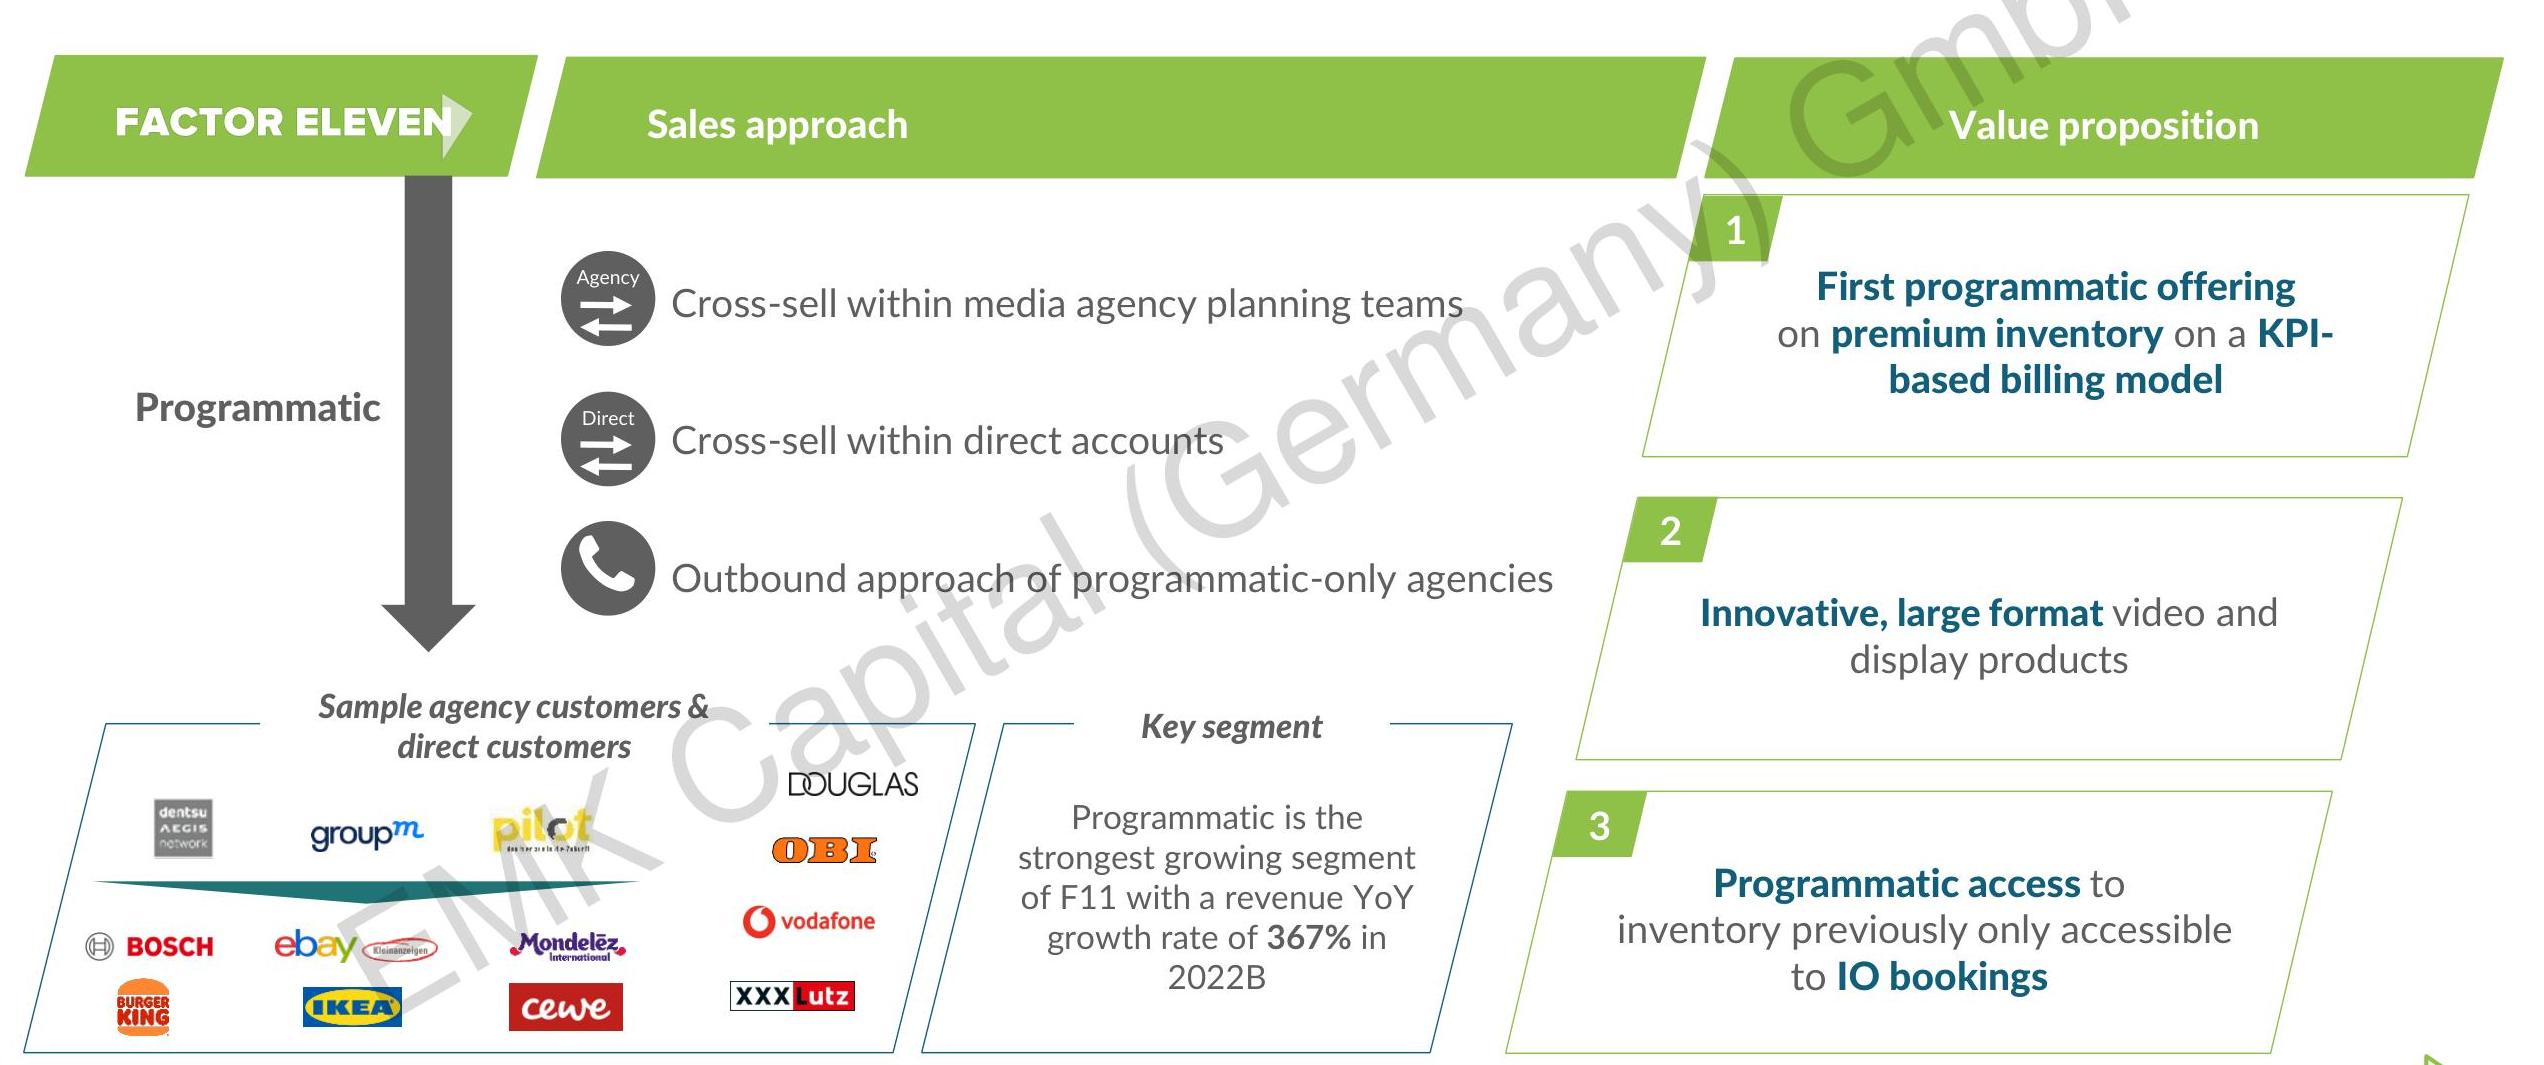 FACTOR ELEVEN
Sales approach
Value proposition
Programmatic
Agency
Cross-sell within media agency planning teams
Direct
Cross-sell within direct accounts
Outbound approach of programmatic-only agencies
1
First programmatic offering
on premium inventory on a KPI-
based billing model
2
Innovative, large format video and
display products
3
Programmatic access to
inventory previously only accessible
to IO bookings
Sample agency customers &
direct customers
dentsu
AEGIS
network
groupm
pilot
DOUGLAS
OBI
vodafone
XXXLutz
BOSCH
ebay Kleinanzeigen
Mondelēz
International
BURGER
KING
IKEA
cewe
Key segment
Programmatic is the
strongest growing segment
of F11 with a revenue YoY
growth rate of 367% in
2022B
EMK Capital (Germany) GmbH